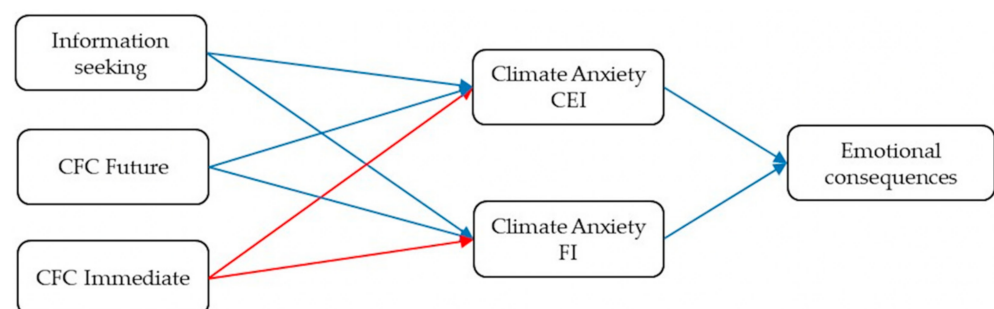 Information
seeking
CFC Future
CFC Immediate
Climate Anxiety
CEI
Climate Anxiety
FI
Emotional
consequences